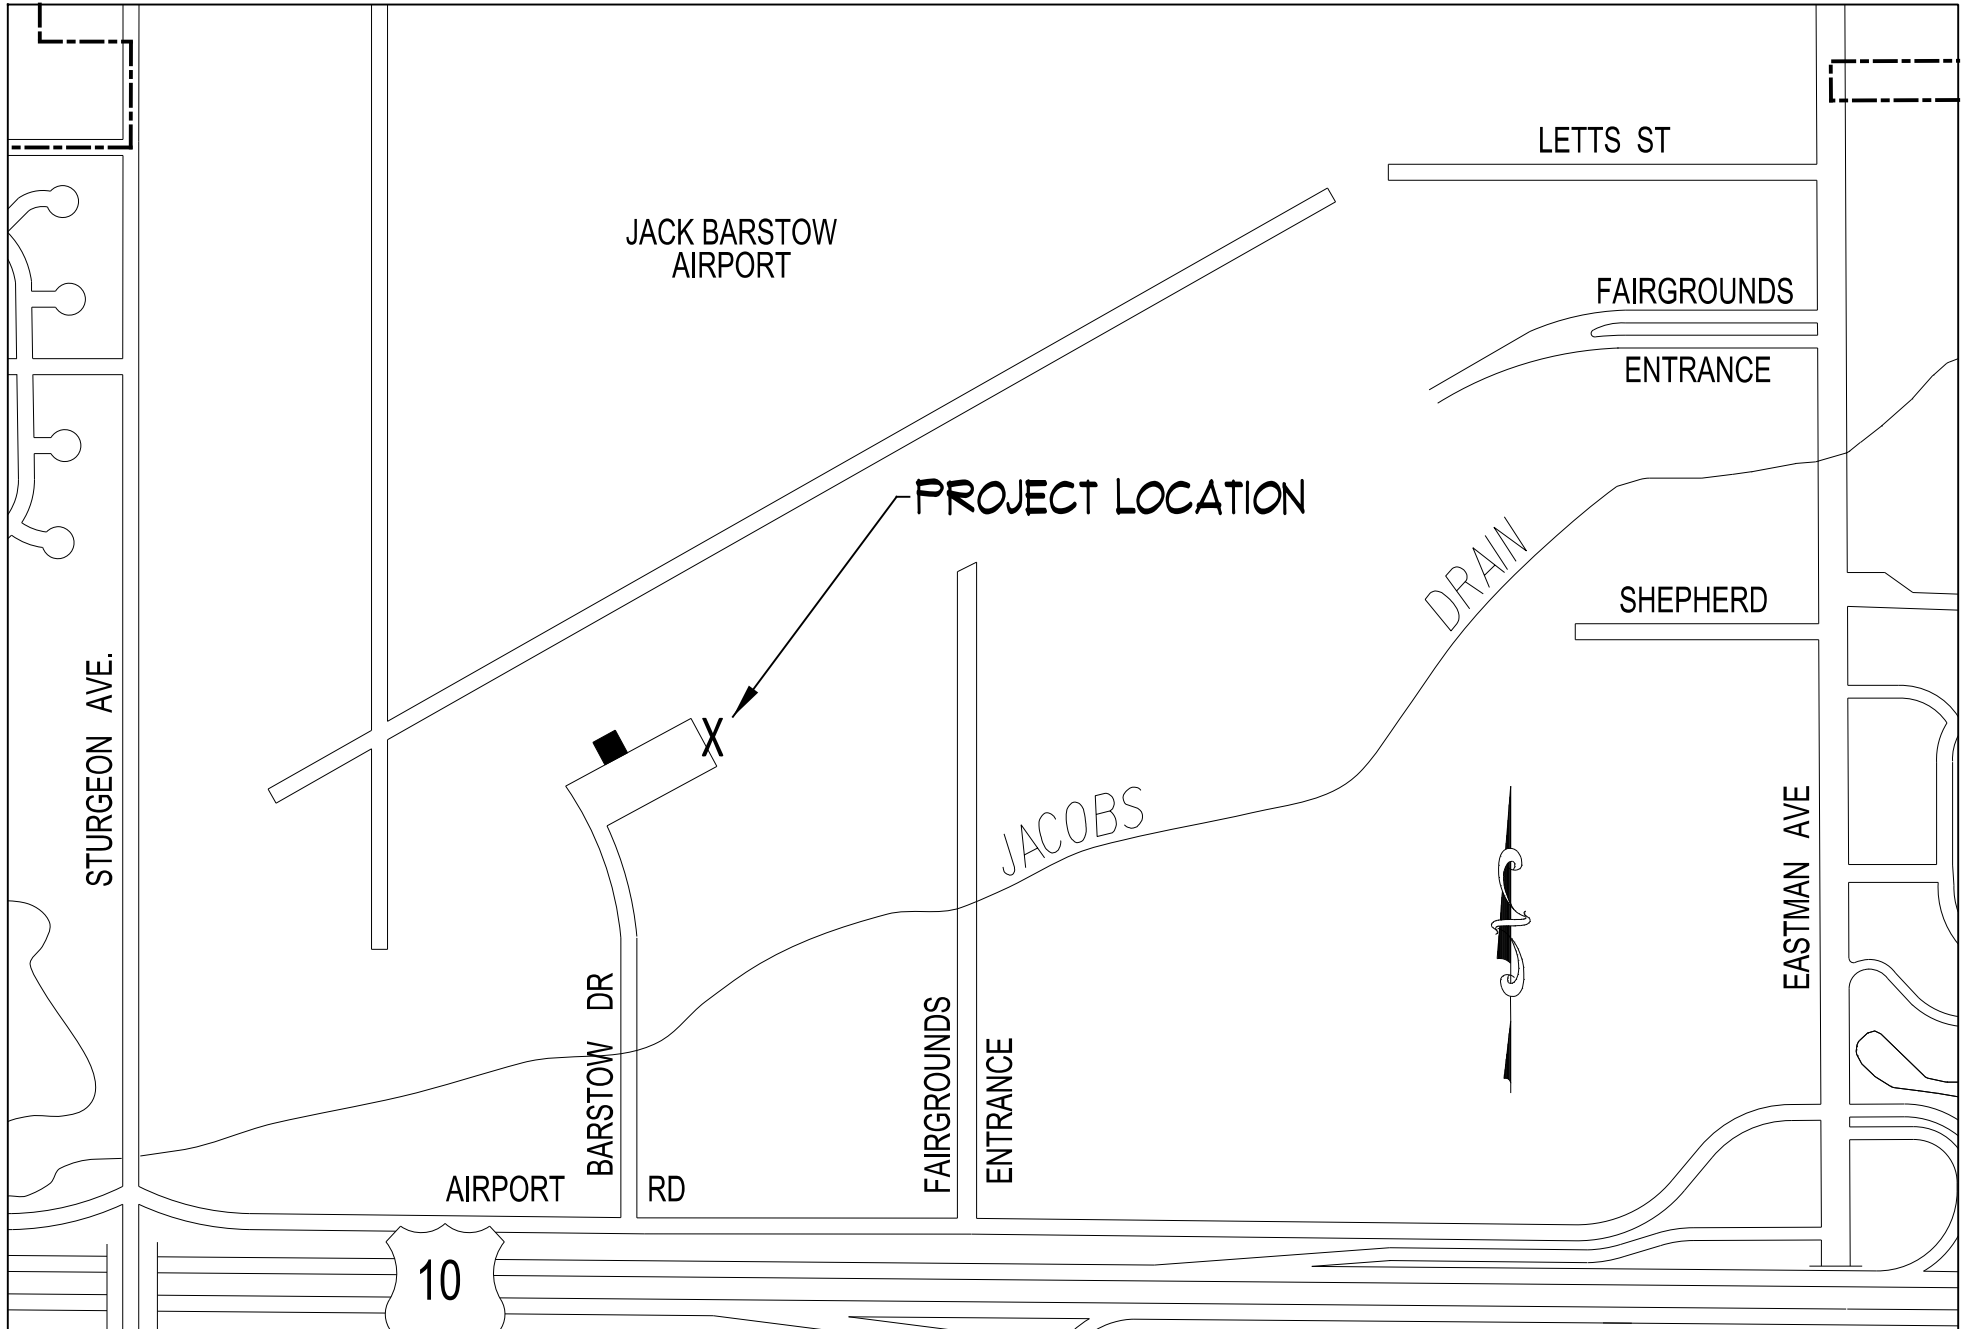 LETTS ST
JACK BARSTOW
AIRPORT
FAIRGROUNDS
ENTRANCE
PROJECT LOCATION
DRAIN
SHEPHERD
STURGEON AVE.
JACOBS
EASTMAN AVE
BARSTOW DR
FAIRGROUNDS
ENTRANCE
AIRPORT RD
10